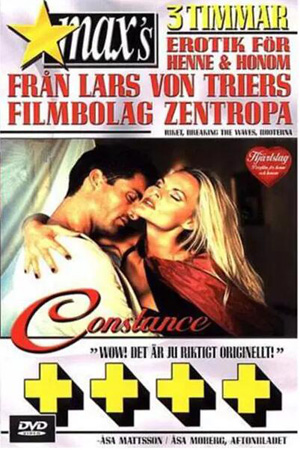 max's
3 TIMMAR
EROTIK FÖR
HENNE & HONOM
FRÅN LARS VON TRIERS
FILMBOLAG ZENTROPA
RIKET, BREAKING THE WAVES, IDIOTERNA
Hjärtslag
Constance
"WOW! DET ÄR JU RIKTIGT ORIGINELLT!"
DVD
VIDEO
-ÅSA MATTSSON / ÅSA MOBERG, AFTONBLADET